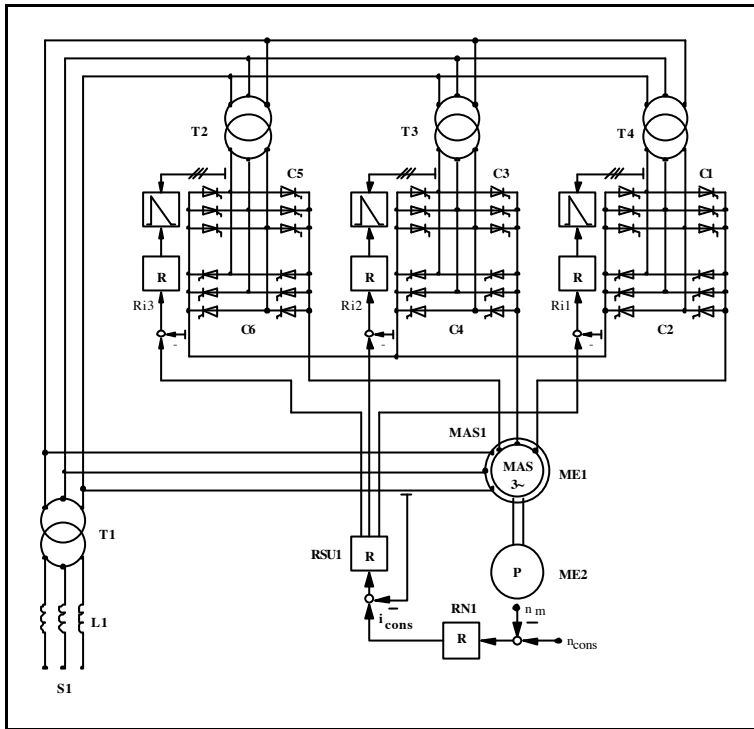 T2
T3
T4
C5
C3
C1
R
R
R
Ri3
Ri2
Ri1
-
-
-
C6
C4
C2
MAS1
MAS
3~
ME1
T1
RSU1
R
P
ME2
L1
i cons
RN1
R
n m
n cons
S1